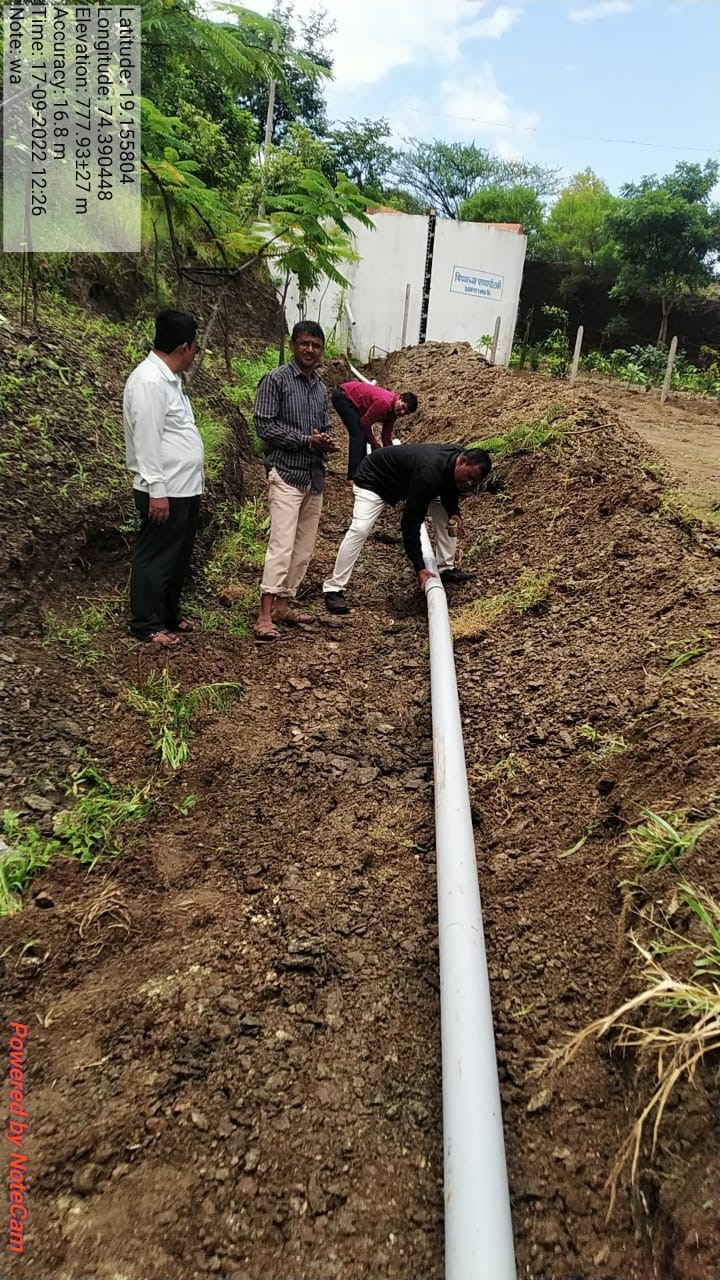 Latitude: 19.155804
Longitude: 74.390448
Elevation: 777.93±27 m
Accuracy: 16.8 m
Time: 17-09-2022 12:26
Note: wa
पिण्याच्या पाण्याची टाकी
Powered by NoteCam